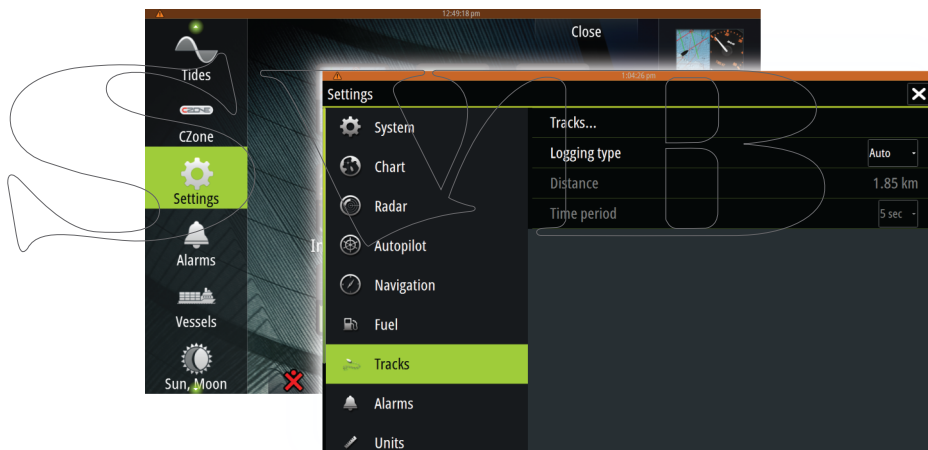 12:49:18 pm
Close
Tides
CZONE
CZone
Settings
Alarms
Vessels
Sun, Moon
1:04:26 pm
Settings
System
Chart
Radar
Autopilot
Navigation
Fuel
Tracks
Alarms
Units
Tracks...
Logging type
Auto
Distance
1.85 km
Time period
5 sec